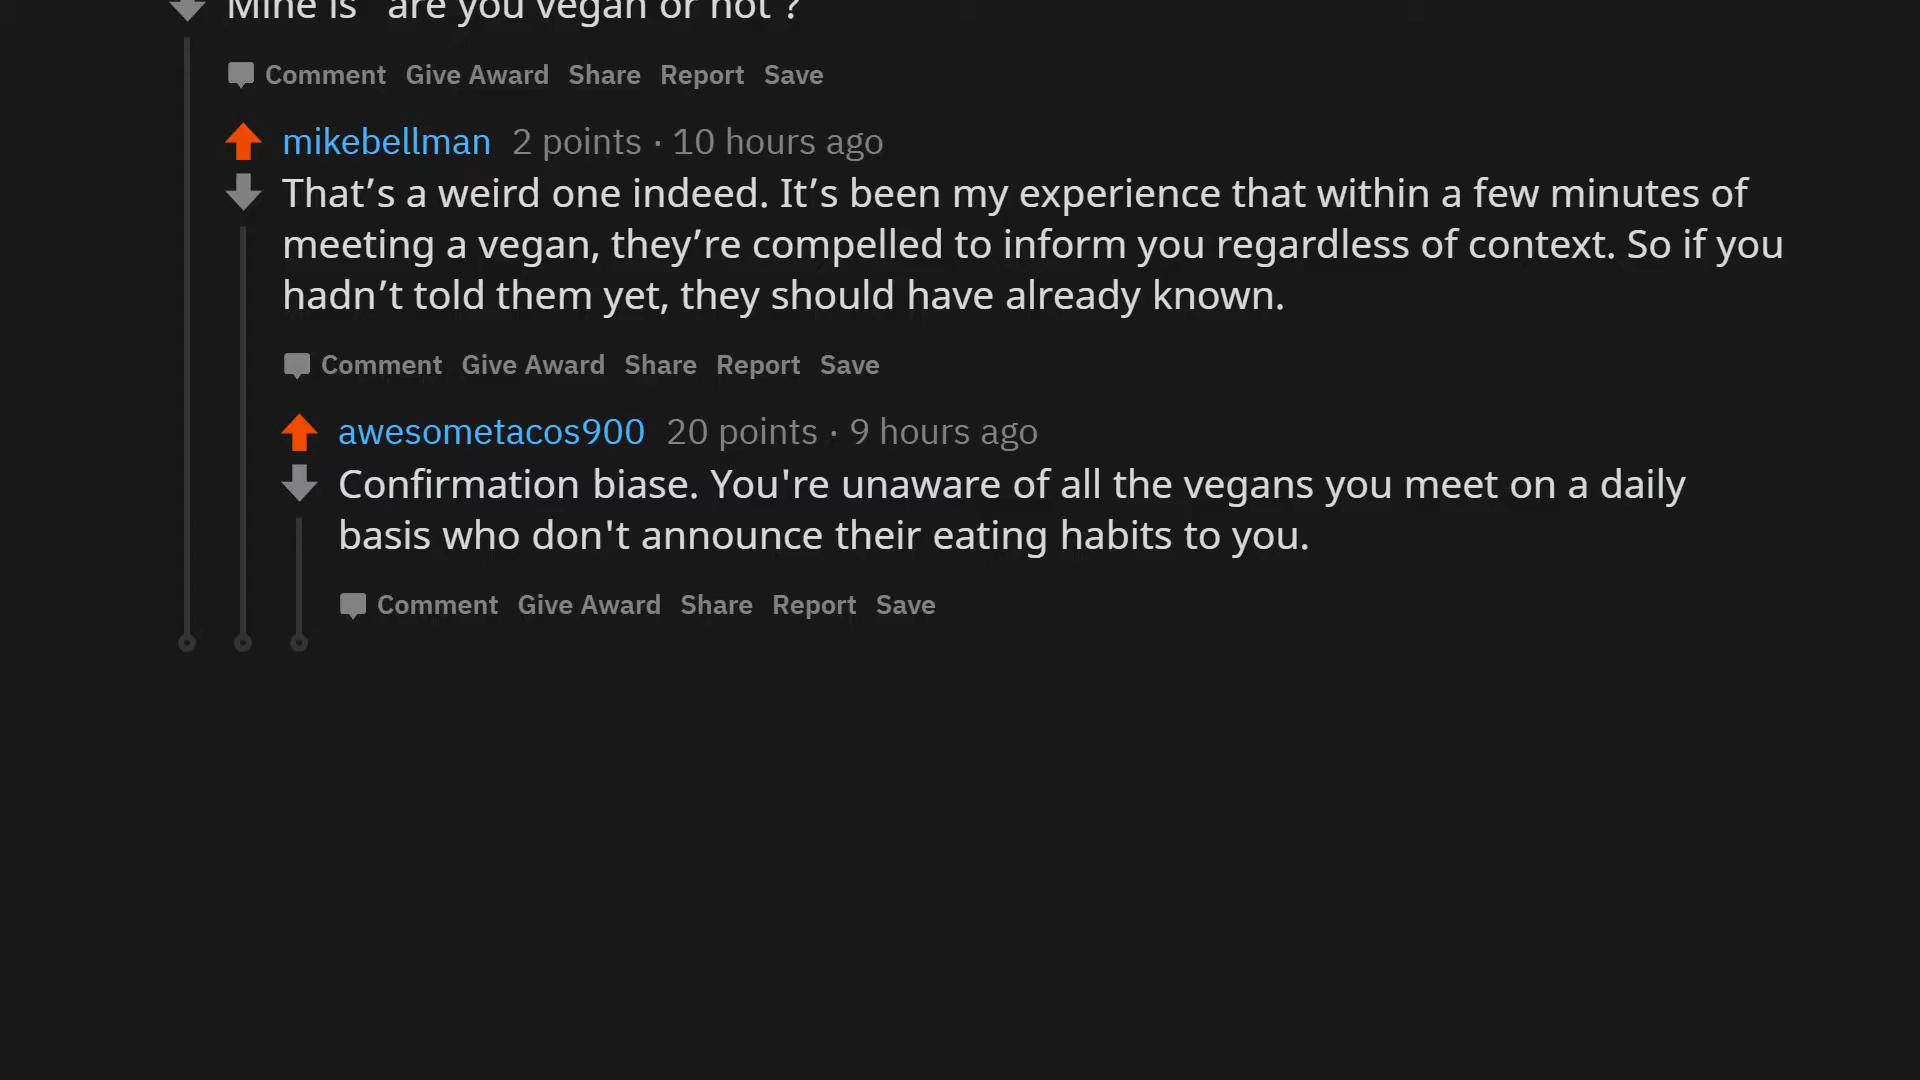 Mine is "are you vegan or not"?
Comment Give Award Share Report Save
mikebellman 2 points · 10 hours ago
That’s a weird one indeed. It’s been my experience that within a few minutes of
meeting a vegan, they’re compelled to inform you regardless of context. So if you
hadn’t told them yet, they should have already known.
Comment Give Award Share Report Save
awesometacos900 20 points · 9 hours ago
Confirmation biase. You're unaware of all the vegans you meet on a daily
basis who don't announce their eating habits to you.
Comment Give Award Share Report Save